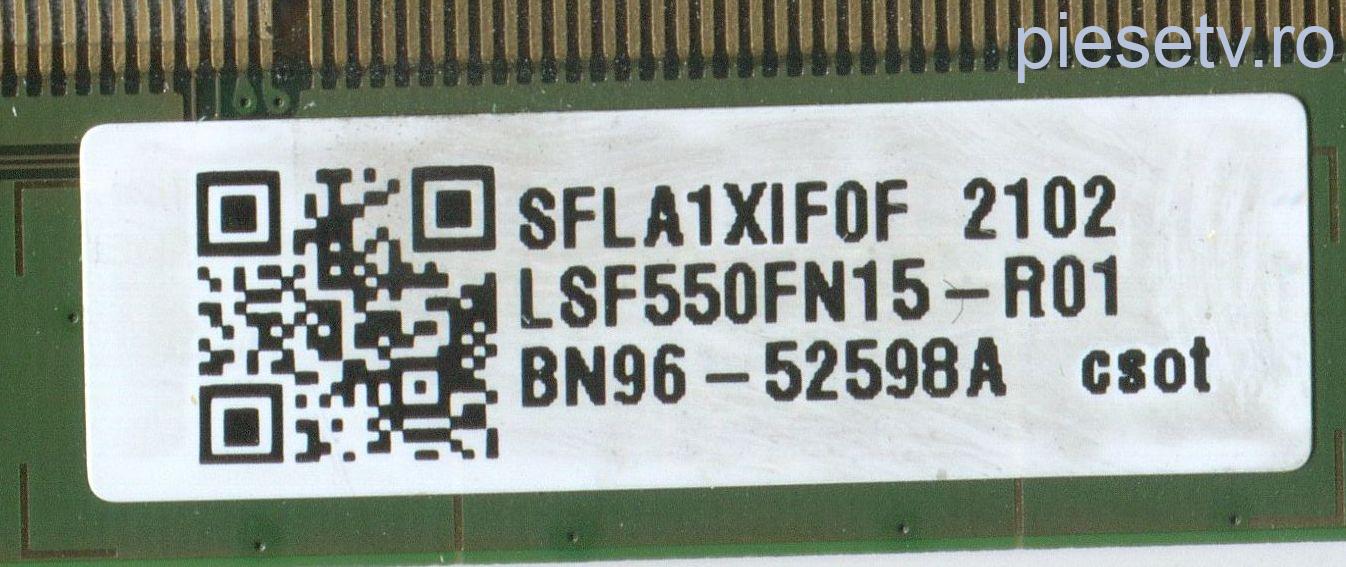 piesetv.ro
SFLA1XIF0F 2102
LSF550FN15-R01
BN96-52598A csot